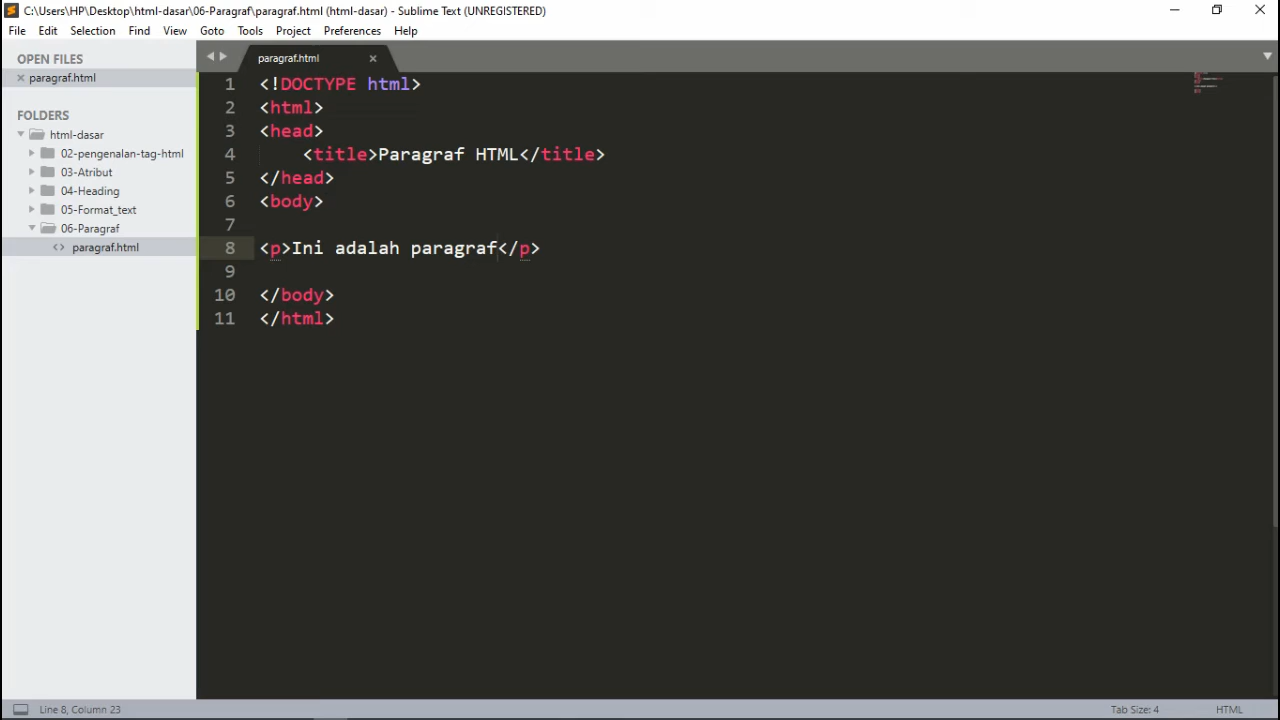 C:\Users\HP\Desktop\html-dasar\06-Paragraf\paragraf.html (html-dasar) - Sublime Text (UNREGISTERED)
File Edit Selection Find View Goto Tools Project Preferences Help
OPEN FILES
paragraf.html
FOLDERS
html-dasar
02-pengenalan-tag-html
03-Atribut
04-Heading
05-Format_text
06-Paragraf
<> paragraf.html
paragraf.html
1 <!DOCTYPE html>
2 <html>
3 <head>
4     <title>Paragraf HTML</title>
5 </head>
6 <body>
7
8 <p>Ini adalah paragraf</p>
9
10 </body>
11 </html>
Line 8, Column 23
Tab Size: 4
HTML